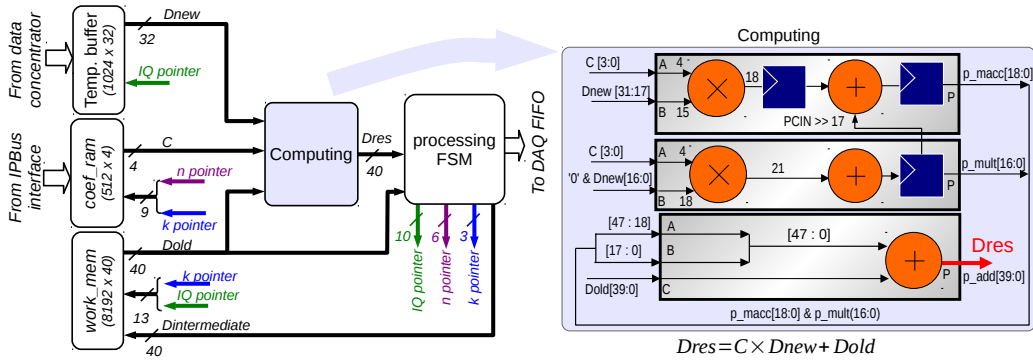 From data
concentrator
Temp. buffer
(1024 x 32)
Dnew
32
IQ pointer
From IPBus
interface
coef_ram
(512 x 4)
C
4
n pointer
9
k pointer
work_mem
(8192 x 40)
Dold
40
k pointer
IQ pointer
13
Dintermediate
40
Computing
Dres
40
processing
FSM
10
6
3
IQ pointer
n pointer
k pointer
To DAQ FIFO
Computing
C [3:0]
A
4
Dnew [31:17]
B
15
18
PCIN >> 17
p_macc[18:0]
P
C [3:0]
A
4
'0' & Dnew[16:0]
B
18
21
p_mult[16:0]
P
[47 : 18]
A
[17 : 0]
B
[47 : 0]
Dold[39:0]
C
Dres
P
p_add[39:0]
p_macc[18:0] & p_mult(16:0)
Dres=C×Dnew+Dold